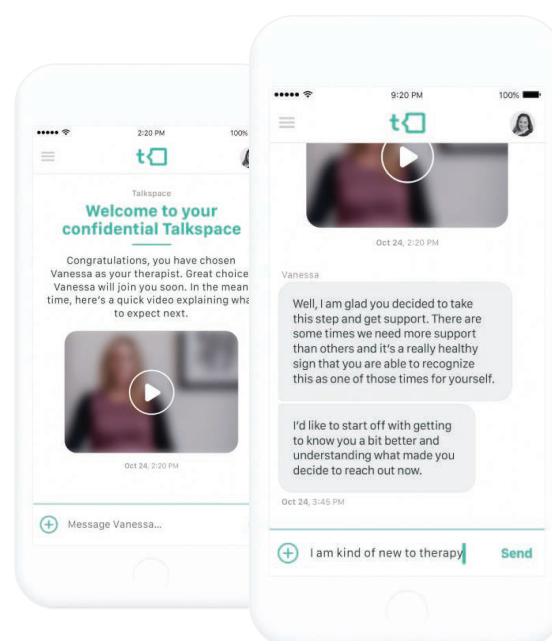 2:20 PM
100%
t
Talkspace
Welcome to your
confidential Talkspace
Congratulations, you have chosen
Vanessa as your therapist. Great choice
Vanessa will join you soon. In the mean
time, here's a quick video explaining wha
to expect next.
Oct 24, 2:20 PM
Message Vanessa...
9:20 PM
100%
t
Oct 24, 2:20 PM
Vanessa
Well, I am glad you decided to take
this step and get support. There are
some times we need more support
than others and it's a really healthy
sign that you are able to recognize
this as one of those times for yourself.
I'd like to start off with getting
to know you a bit better and
understanding what made you
decide to reach out now.
Oct 24, 3:45 PM
I am kind of new to therapy
Send